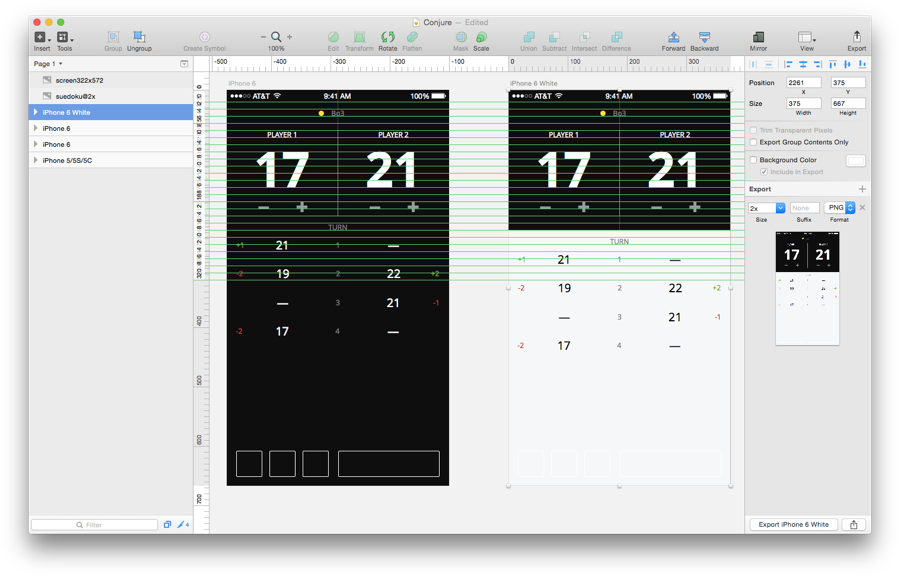 Conjure — Edited
Insert Tools Group Ungroup Create Symbol 100% Edit Transform Rotate Flatten Mask Scale Union Subtract Intersect Difference Forward Backward Mirror View Export
Page 1
screen322x572
suedoku@2x
iPhone 6 White
iPhone 6
iPhone 6
iPhone 5/5S/5C
Filter
4
-500 -400 -300 -200 -100 0 100 200 300
400
500
600
700
iPhone 6
AT&T 9:41 AM 100%
Bo3
PLAYER 1 PLAYER 2
17 21
− + − +
TURN
+1 21 1 —
-2 19 2 22 +2
— 3 21 -1
-2 17 4 —
iPhone 6 White
AT&T 9:41 AM 100%
Bo3
PLAYER 1 PLAYER 2
17 21
− + − +
TURN
+1 21 1 —
-2 19 2 22 +2
— 3 21 -1
-2 17 4 —
Position 2261 375
X Y
Size 375 667
Width Height
Trim Transparent Pixels
Export Group Contents Only
Background Color
Include in Export
Export
2x None PNG
Size Suffix Format
17 21
Export iPhone 6 White